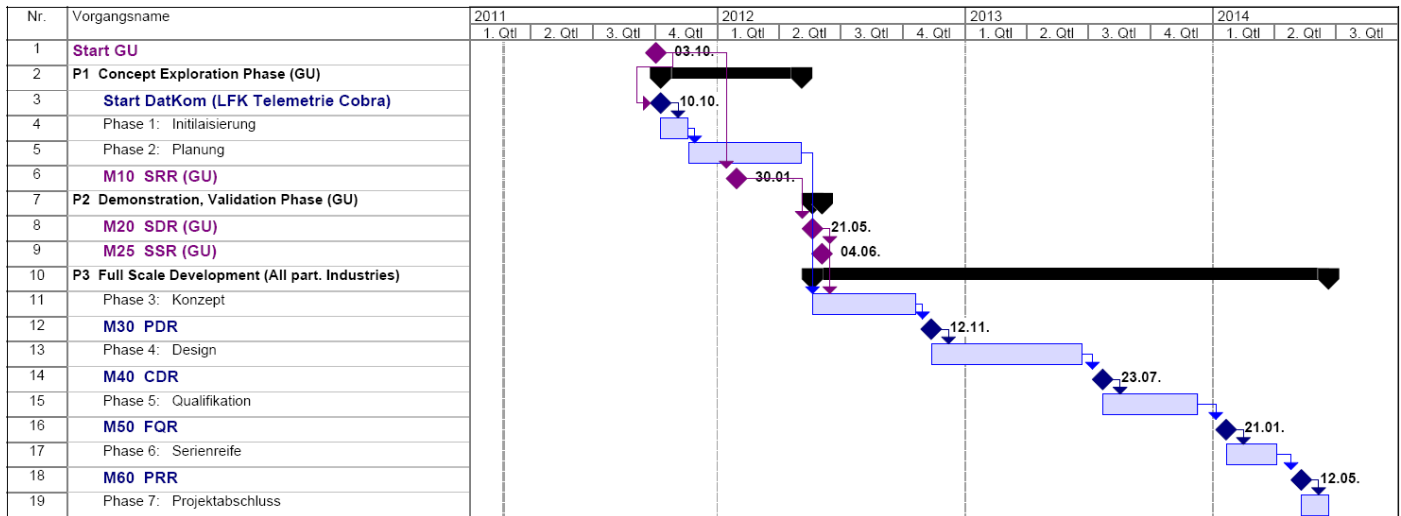 Nr. Vorgangsname 2011 2012 2013 2014
1. Qtl 2. Qtl 3. Qtl 4. Qtl 1. Qtl 2. Qtl 3. Qtl 4. Qtl 1. Qtl 2. Qtl 3. Qtl 4. Qtl 1. Qtl 2. Qtl 3. Qtl
1 Start GU 03.10.
2 P1 Concept Exploration Phase (GU)
3 Start DatKom (LFK Telemetrie Cobra) 10.10.
4 Phase 1: Initilaisierung
5 Phase 2: Planung
6 M10 SRR (GU) 30.01.
7 P2 Demonstration, Validation Phase (GU)
8 M20 SDR (GU) 21.05.
9 M25 SSR (GU) 04.06.
10 P3 Full Scale Development (All part. Industries)
11 Phase 3: Konzept
12 M30 PDR 12.11.
13 Phase 4: Design
14 M40 CDR 23.07.
15 Phase 5: Qualifikation
16 M50 FQR 21.01.
17 Phase 6: Serienreife
18 M60 PRR 12.05.
19 Phase 7: Projektabschluss